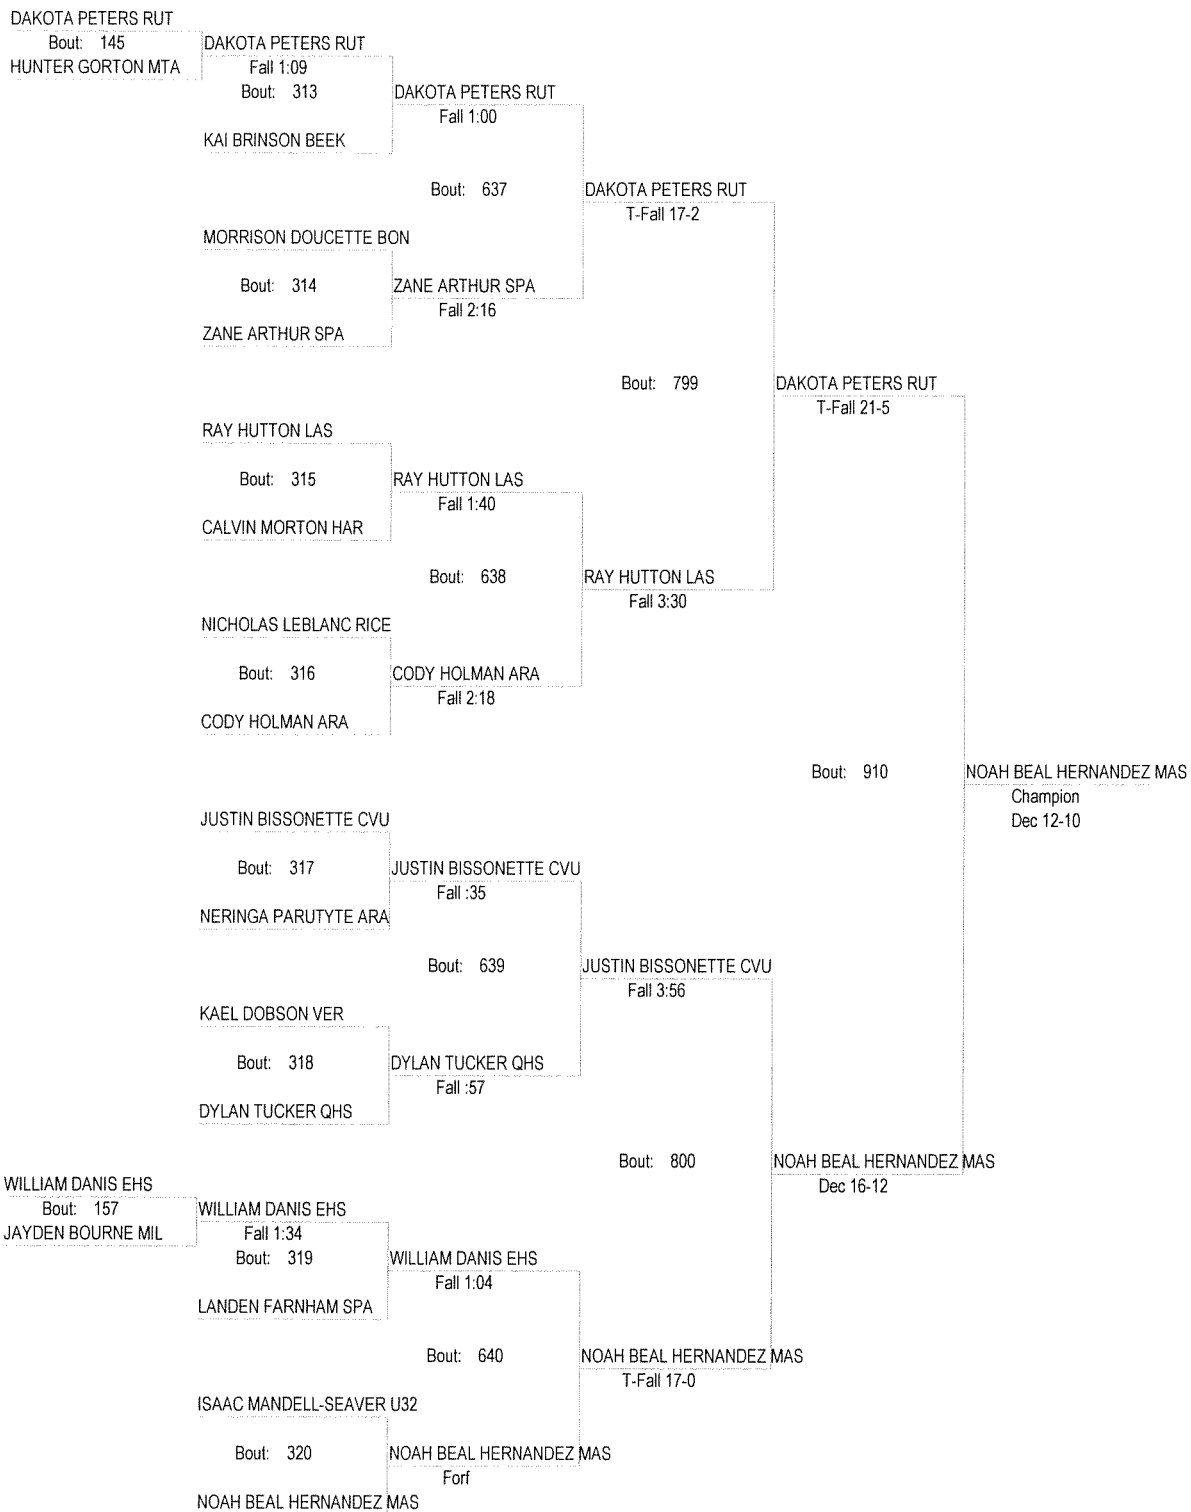 DAKOTA PETERS RUT
Bout: 145
DAKOTA PETERS RUT
HUNTER GORTON MTA
Fall 1:09
Bout: 313
DAKOTA PETERS RUT
Fall 1:00
KAI BRINSON BEEK
Bout: 637
DAKOTA PETERS RUT
T-Fall 17-2
MORRISON DOUCETTE BON
Bout: 314
ZANE ARTHUR SPA
Fall 2:16
ZANE ARTHUR SPA
Bout: 799
DAKOTA PETERS RUT
T-Fall 21-5
RAY HUTTON LAS
Bout: 315
RAY HUTTON LAS
Fall 1:40
CALVIN MORTON HAR
Bout: 638
RAY HUTTON LAS
Fall 3:30
NICHOLAS LEBLANC RICE
Bout: 316
CODY HOLMAN ARA
Fall 2:18
CODY HOLMAN ARA
Bout: 910
NOAH BEAL HERNANDEZ MAS
Champion
Dec 12-10
JUSTIN BISSONETTE CVU
Bout: 317
JUSTIN BISSONETTE CVU
Fall :35
NERINGA PARUTYTE ARA
Bout: 639
JUSTIN BISSONETTE CVU
Fall 3:56
KAEL DOBSON VER
Bout: 318
DYLAN TUCKER QHS
Fall :57
DYLAN TUCKER QHS
Bout: 800
NOAH BEAL HERNANDEZ MAS
Dec 16-12
WILLIAM DANIS EHS
Bout: 157
WILLIAM DANIS EHS
JAYDEN BOURNE MIL
Fall 1:34
Bout: 319
WILLIAM DANIS EHS
Fall 1:04
LANDEN FARNHAM SPA
Bout: 640
NOAH BEAL HERNANDEZ MAS
T-Fall 17-0
ISAAC MANDELL-SEAVER U32
Bout: 320
NOAH BEAL HERNANDEZ MAS
Forf
NOAH BEAL HERNANDEZ MAS